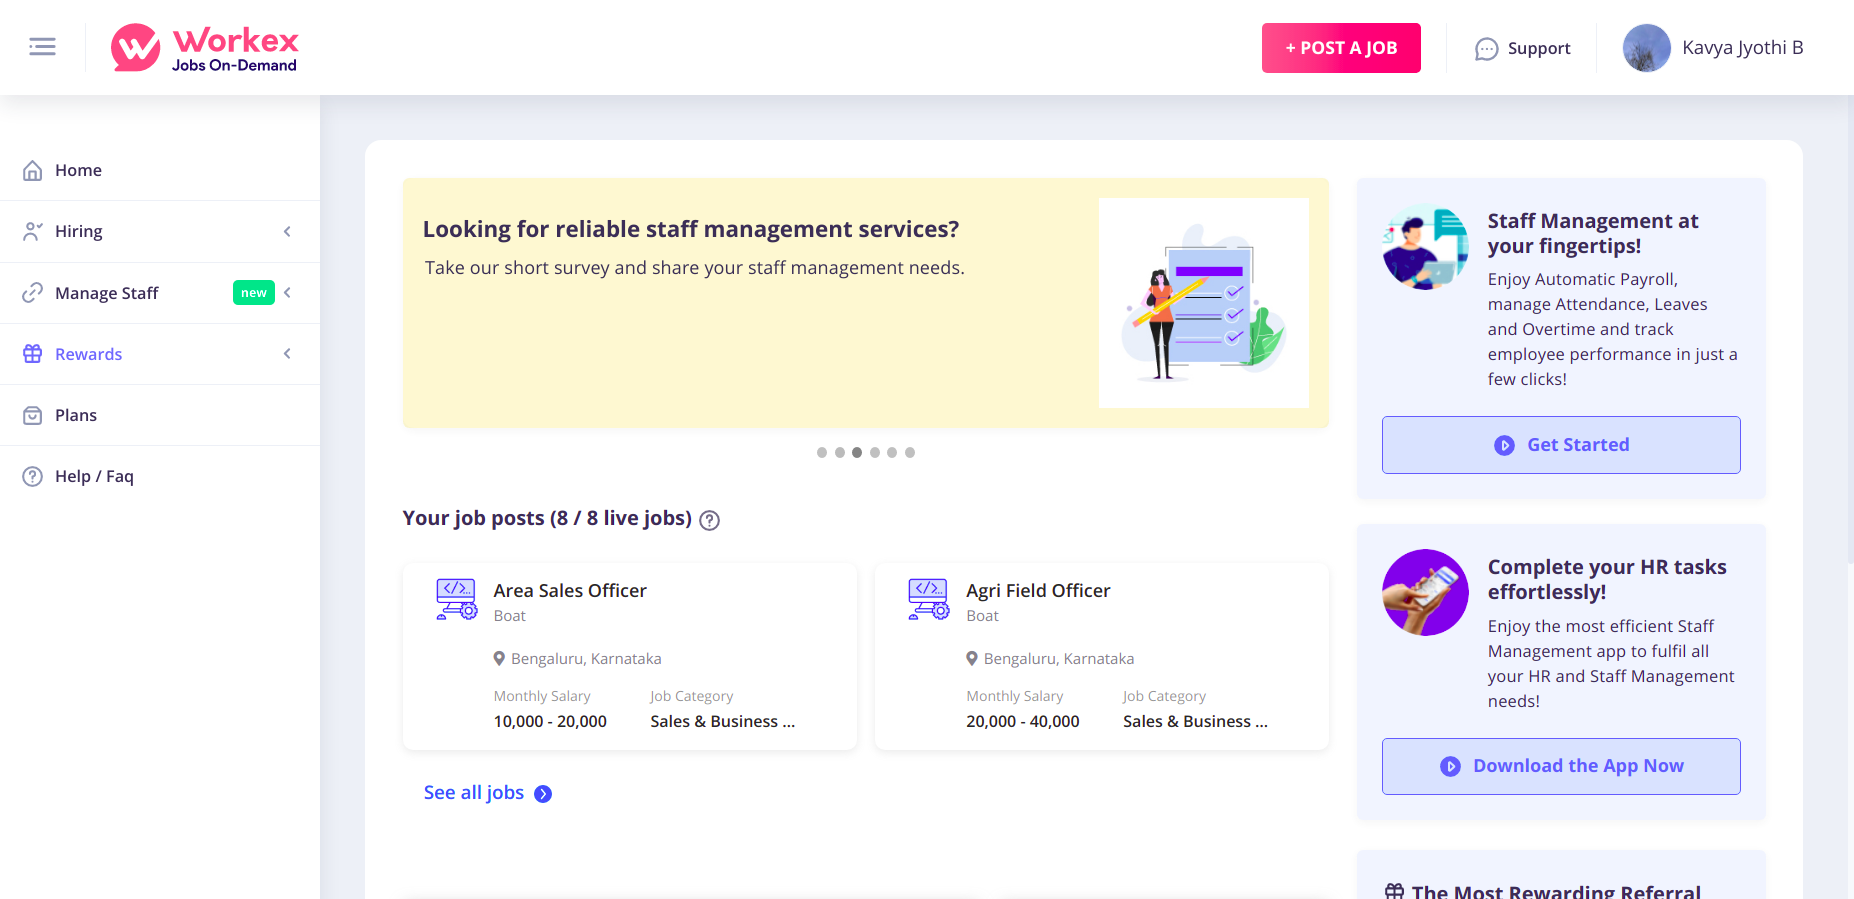 Workex
Jobs On-Demand
+ POST A JOB
Support
Kavya Jyothi B
Home
Hiring
Manage Staff
new
Rewards
Plans
Help / Faq
Looking for reliable staff management services?
Take our short survey and share your staff management needs.
Your job posts (8 / 8 live jobs)
Area Sales Officer
Boat
Bengaluru, Karnataka
Monthly Salary
Job Category
10,000 - 20,000
Sales & Business ...
Agri Field Officer
Boat
Bengaluru, Karnataka
Monthly Salary
Job Category
20,000 - 40,000
Sales & Business ...
See all jobs
Staff Management at
your fingertips!
Enjoy Automatic Payroll,
manage Attendance, Leaves
and Overtime and track
employee performance in just a
few clicks!
Get Started
Complete your HR tasks
effortlessly!
Enjoy the most efficient Staff
Management app to fulfil all
your HR and Staff Management
needs!
Download the App Now
The Most Rewarding Referral